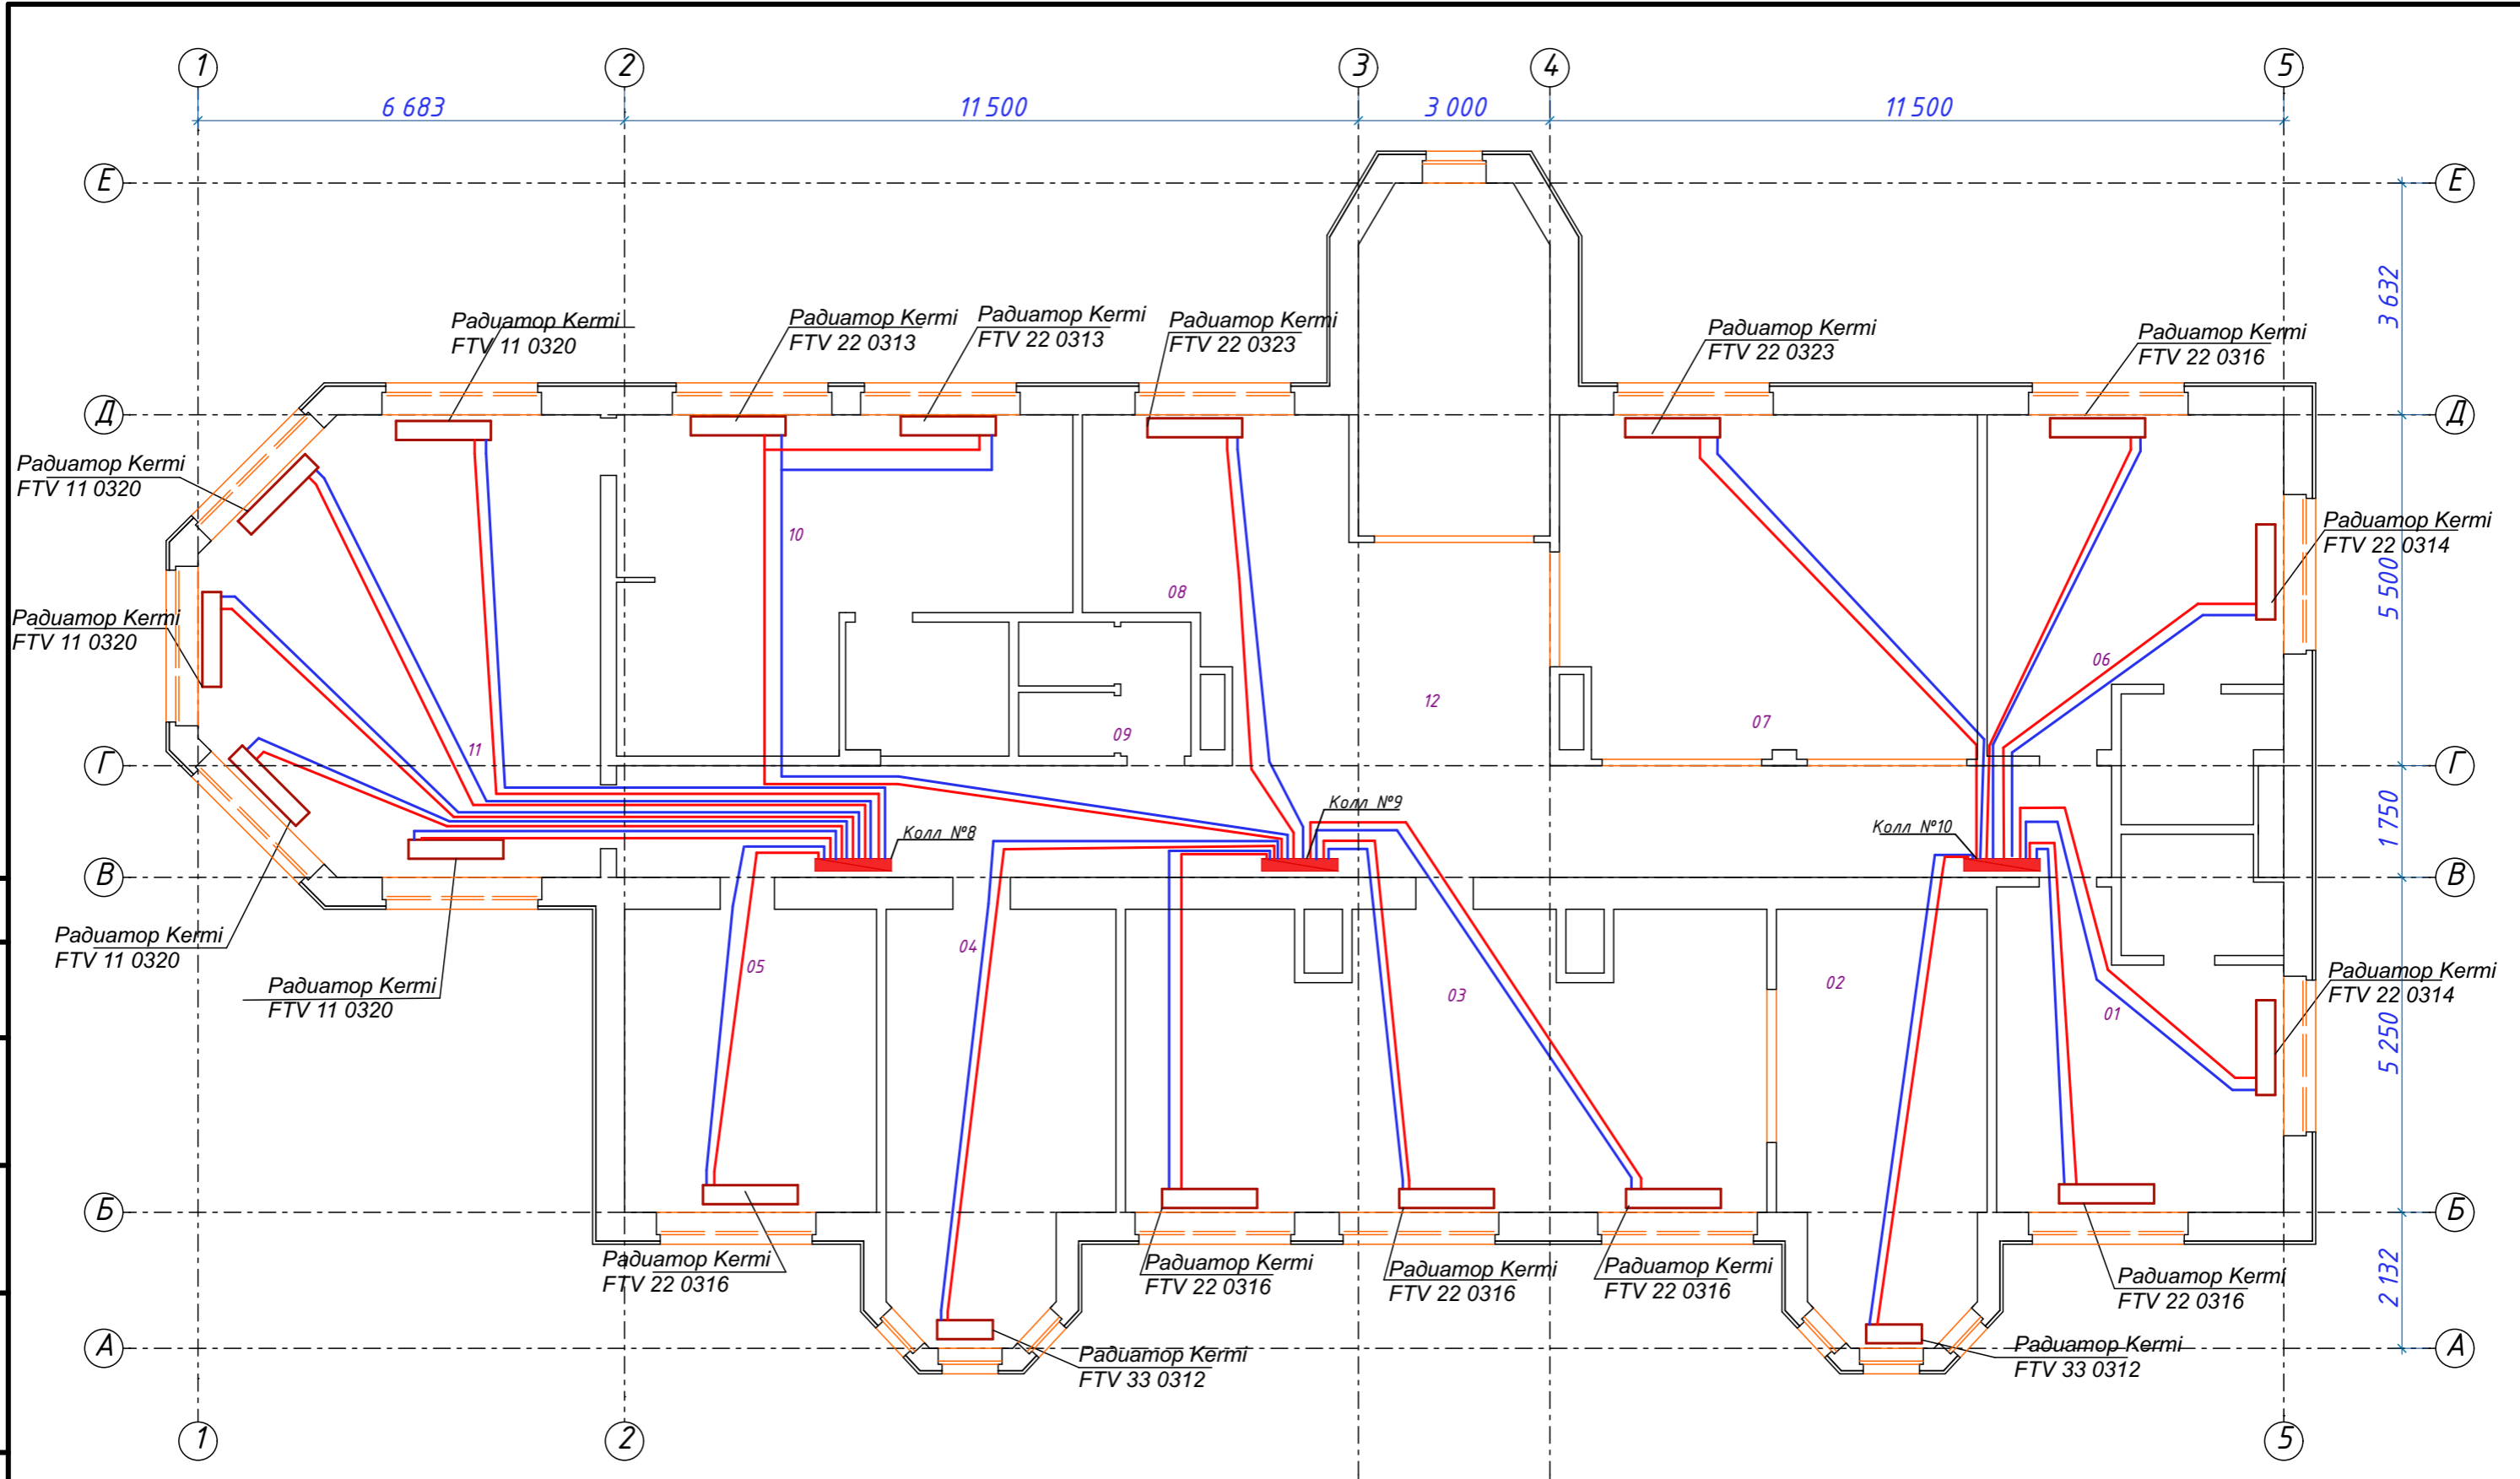 1
2
3
4
5
6 683
11 500
3 000
11 500
Е
Е
3 632
Радиатор Kermi
FTV 11 0320
Радиатор Kermi
FTV 22 0313
Радиатор Kermi
FTV 22 0313
Радиатор Kermi
FTV 22 0323
Радиатор Kermi
FTV 22 0323
Радиатор Kermi
FTV 22 0316
Д
Д
Радиатор Kermi
FTV 11 0320
Радиатор Kermi
FTV 22 0314
10
08
5 500
Радиатор Kermi
FTV 11 0320
06
12
07
11
09
Г
Г
Колл №8
Колл №9
Колл №10
1 750
В
В
Радиатор Kermi
FTV 11 0320
Радиатор Kermi
FTV 11 0320
05
04
03
02
01
Радиатор Kermi
FTV 22 0314
5 250
Б
Б
Радиатор Kermi
FTV 22 0316
Радиатор Kermi
FTV 22 0316
Радиатор Kermi
FTV 22 0316
Радиатор Kermi
FTV 22 0316
Радиатор Kermi
FTV 22 0316
2 132
А
А
Радиатор Kermi
FTV 33 0312
Радиатор Kermi
FTV 33 0312
1
2
5